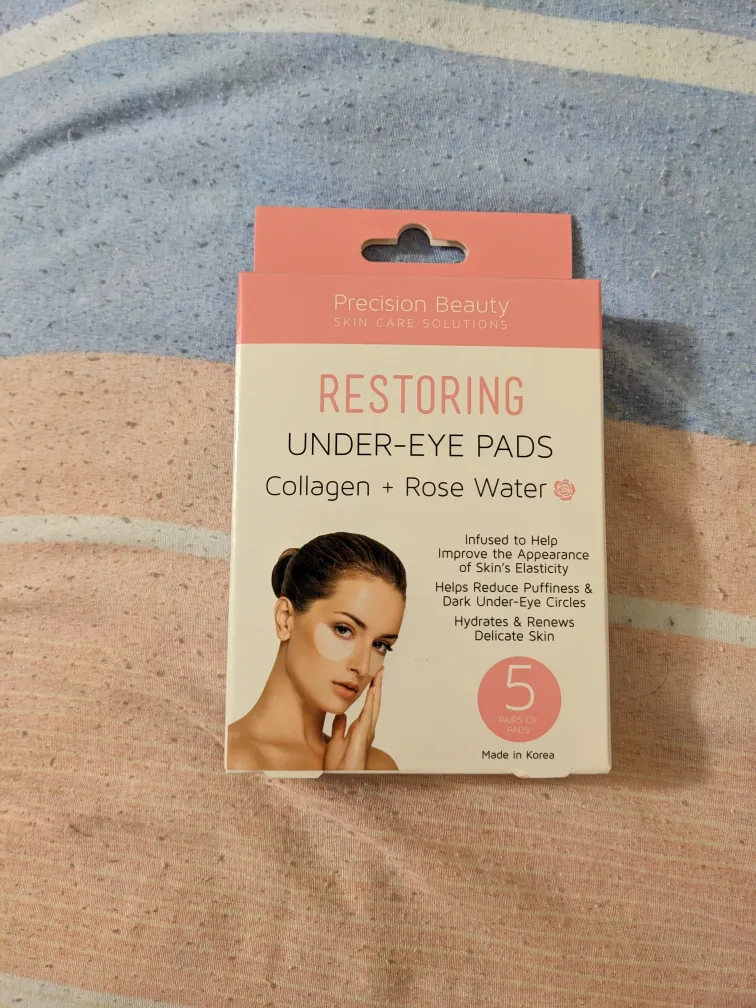 Precision Beauty
SKIN CARE SOLUTIONS
RESTORING
UNDER-EYE PADS
Collagen + Rose Water
Infused to Help
Improve the Appearance
of Skin's Elasticity
Helps Reduce Puffiness &
Dark Under-Eye Circles
Hydrates & Renews
Delicate Skin
5
PAIRS OF
PADS
Made in Korea